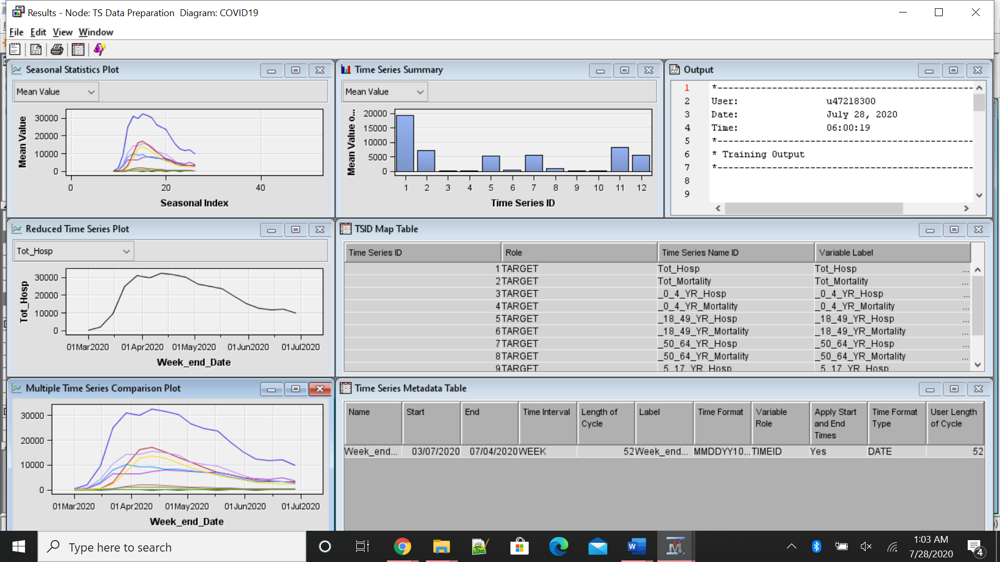 Results - Node: TS Data Preparation  Diagram: COVID19
File Edit View Window
Seasonal Statistics Plot
Mean Value
Mean Value
30000
20000
10000
0
0 20 40
Seasonal Index
Time Series Summary
Mean Value
Mean Value o...
20000
15000
10000
5000
0
1 2 3 4 5 6 7 8 9 10 11 12
Time Series ID
Output
1 *------------------------------------------------
2 User: u47218300
3 Date: July 28, 2020
4 Time: 06:00:19
5 *------------------------------------------------
6 * Training Output
7 *------------------------------------------------
8
9
Reduced Time Series Plot
Tot_Hosp
Tot_Hosp
30000
20000
10000
0
01Mar2020 01Apr2020 01May2020 01Jun2020 01Jul2020
Week_end_Date
TSID Map Table
Time Series ID Role Time Series Name ID Variable Label
1 TARGET Tot_Hosp Tot_Hosp ...
2 TARGET Tot_Mortality Tot_Mortality ...
3 TARGET _0_4_YR_Hosp _0_4_YR_Hosp ...
4 TARGET _0_4_YR_Mortality _0_4_YR_Mortality ...
5 TARGET _18_49_YR_Hosp _18_49_YR_Hosp ...
6 TARGET _18_49_YR_Mortality _18_49_YR_Mortality ...
7 TARGET _50_64_YR_Hosp _50_64_YR_Hosp ...
8 TARGET _50_64_YR_Mortality _50_64_YR_Mortality ...
9 TARGET _5_17_YR_Hosp _5_17_YR_Hosp
Multiple Time Series Comparison Plot
30000
20000
10000
0
01Mar2020 01Apr2020 01May2020 01Jun2020 01Jul2020
Week_end_Date
Time Series Metadata Table
Name Start End Time Interval Length of Cycle Label Time Format Variable Role Apply Start and End Times Time Format Type User Length of Cycle
Week_end... 03/07/2020 07/04/2020 WEEK 52 Week_end... MMDDYY10... TIMEID Yes DATE 52
Type here to search
1:03 AM
7/28/2020
4